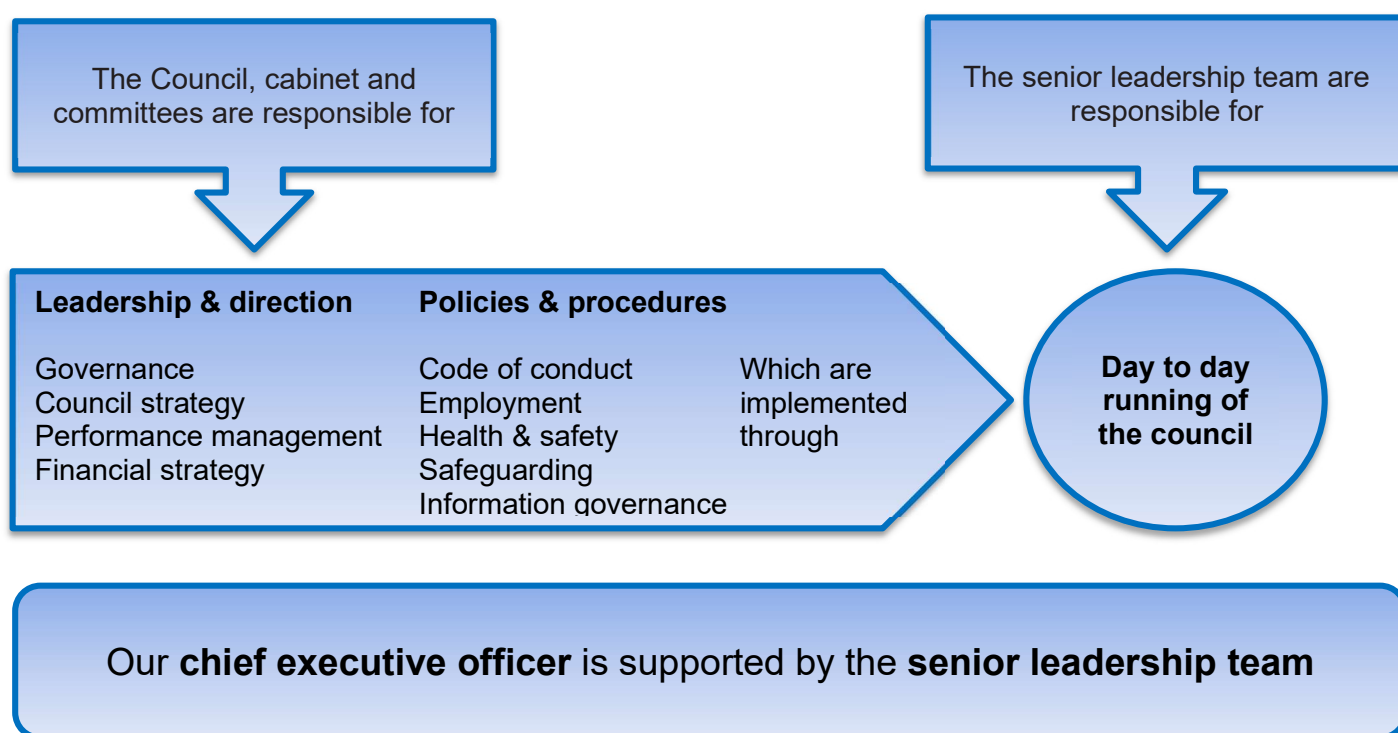 The Council, cabinet and
committees are responsible for
The senior leadership team are
responsible for
Leadership & direction
Governance
Council strategy
Performance management
Financial strategy
Policies & procedures
Code of conduct
Employment
Health & safety
Safeguarding
Information governance
Which are
implemented
through
Day to day
running of
the council
Our chief executive officer is supported by the senior leadership team